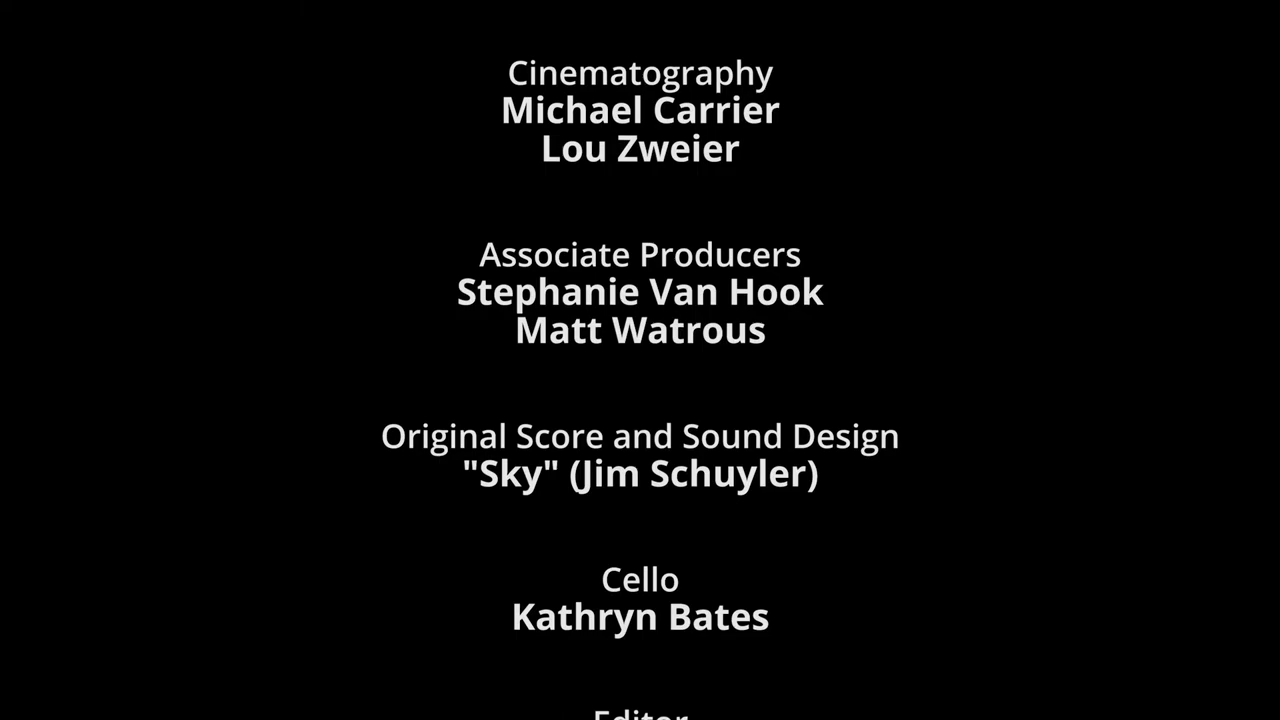 Cinematography
Michael Carrier
Lou Zweier
Associate Producers
Stephanie Van Hook
Matt Watrous
Original Score and Sound Design
"Sky" (Jim Schuyler)
Cello
Kathryn Bates
Editor